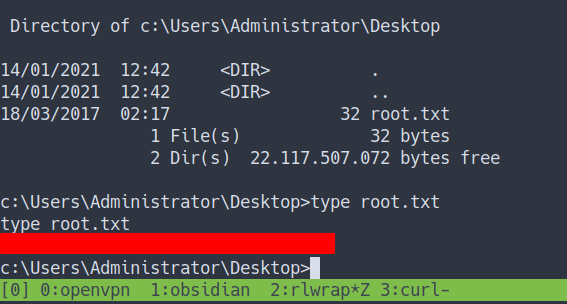 Directory of c:\Users\Administrator\Desktop
14/01/2021  12:42    <DIR>          .
14/01/2021  12:42    <DIR>          ..
18/03/2017  02:17                32 root.txt
1 File(s)             32 bytes
2 Dir(s)  22.117.507.072 bytes free
c:\Users\Administrator\Desktop>type root.txt
type root.txt
c:\Users\Administrator\Desktop>
[0] 0:openvpn  1:obsidian  2:rlwrap*Z 3:curl-